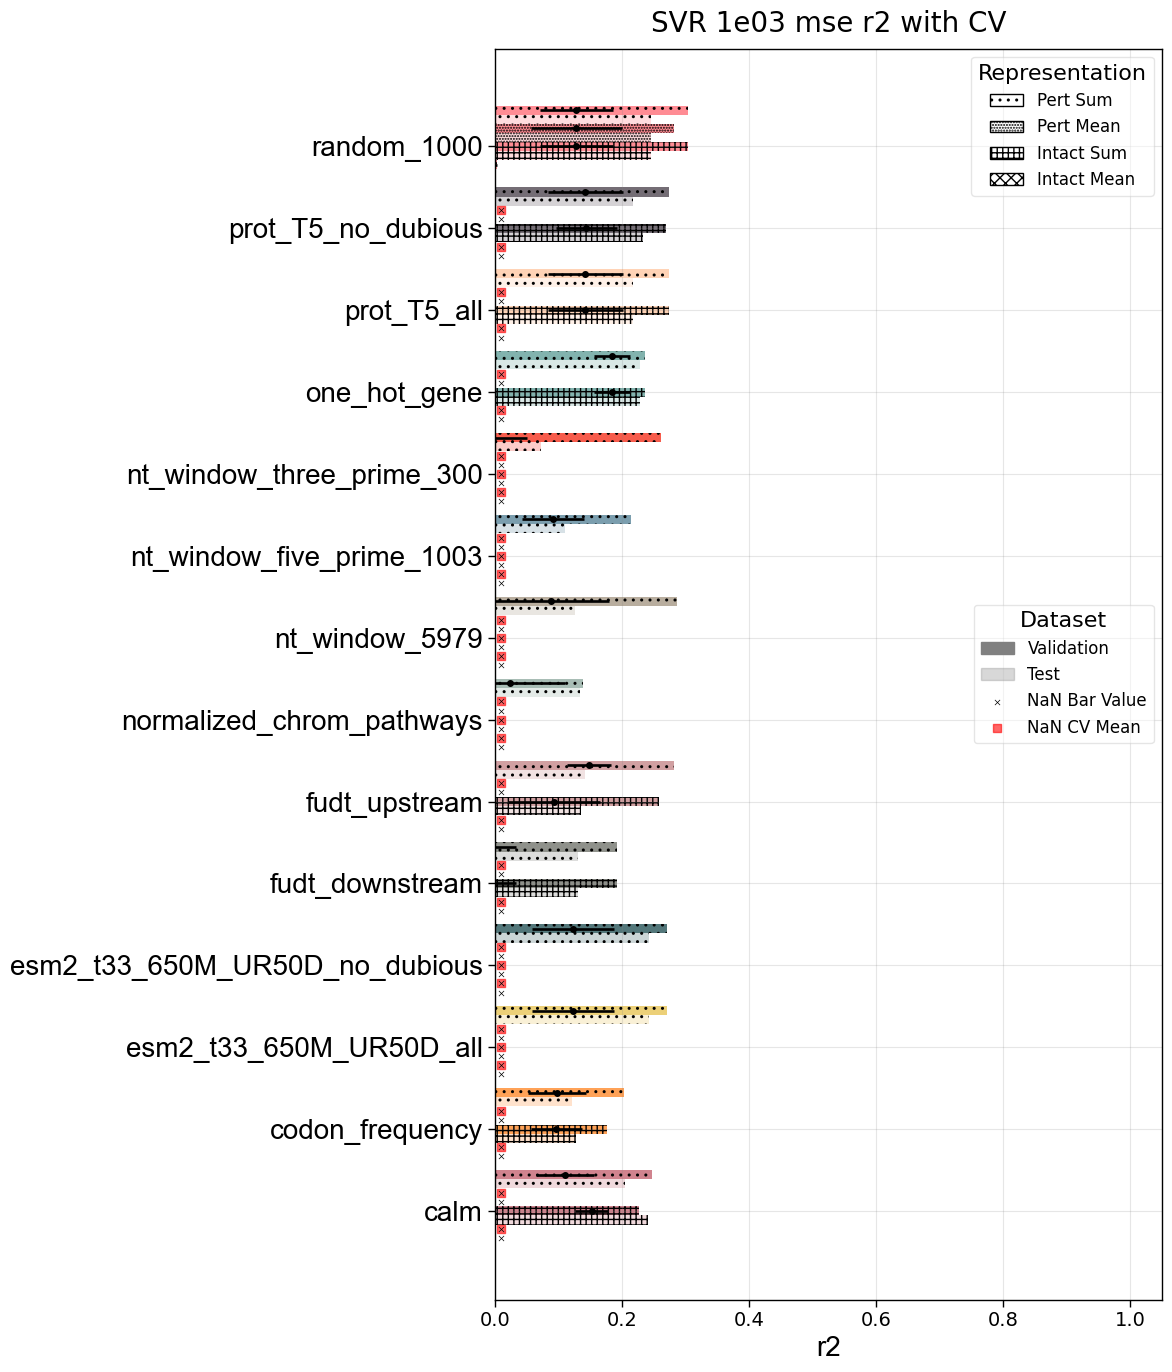 SVR 1e03 mse r2 with CV
Representation
Pert Sum
Pert Mean
Intact Sum
Intact Mean
random_1000
prot_T5_no_dubious
prot_T5_all
one_hot_gene
nt_window_three_prime_300
nt_window_five_prime_1003
nt_window_5979
normalized_chrom_pathways
fudt_upstream
fudt_downstream
esm2_t33_650M_UR50D_no_dubious
esm2_t33_650M_UR50D_all
codon_frequency
calm
Dataset
Validation
Test
NaN Bar Value
NaN CV Mean
0.0 0.2 0.4 0.6 0.8 1.0
r2